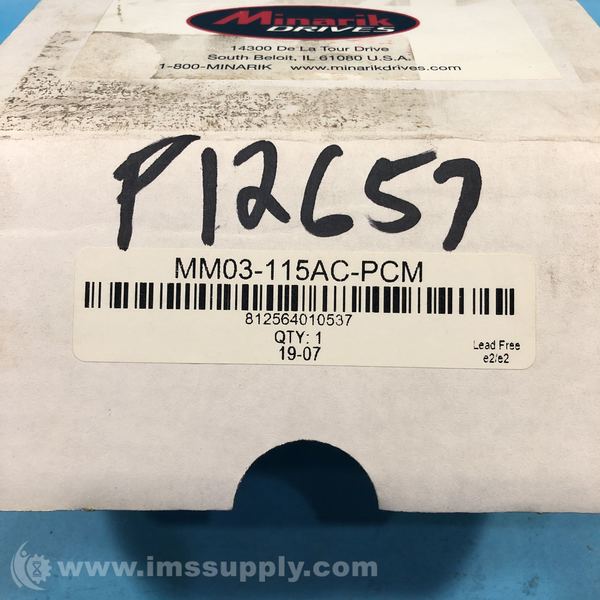 Minarik
DRIVES
14300 De La Tour Drive
South Beloit, IL 61080 U.S.A.
1-800-MINARIK www.minarikdrives.com
P12657
MM03-115AC-PCM
812564010537
QTY: 1
19-07
Lead Free
e2/e2
www.imssupply.com